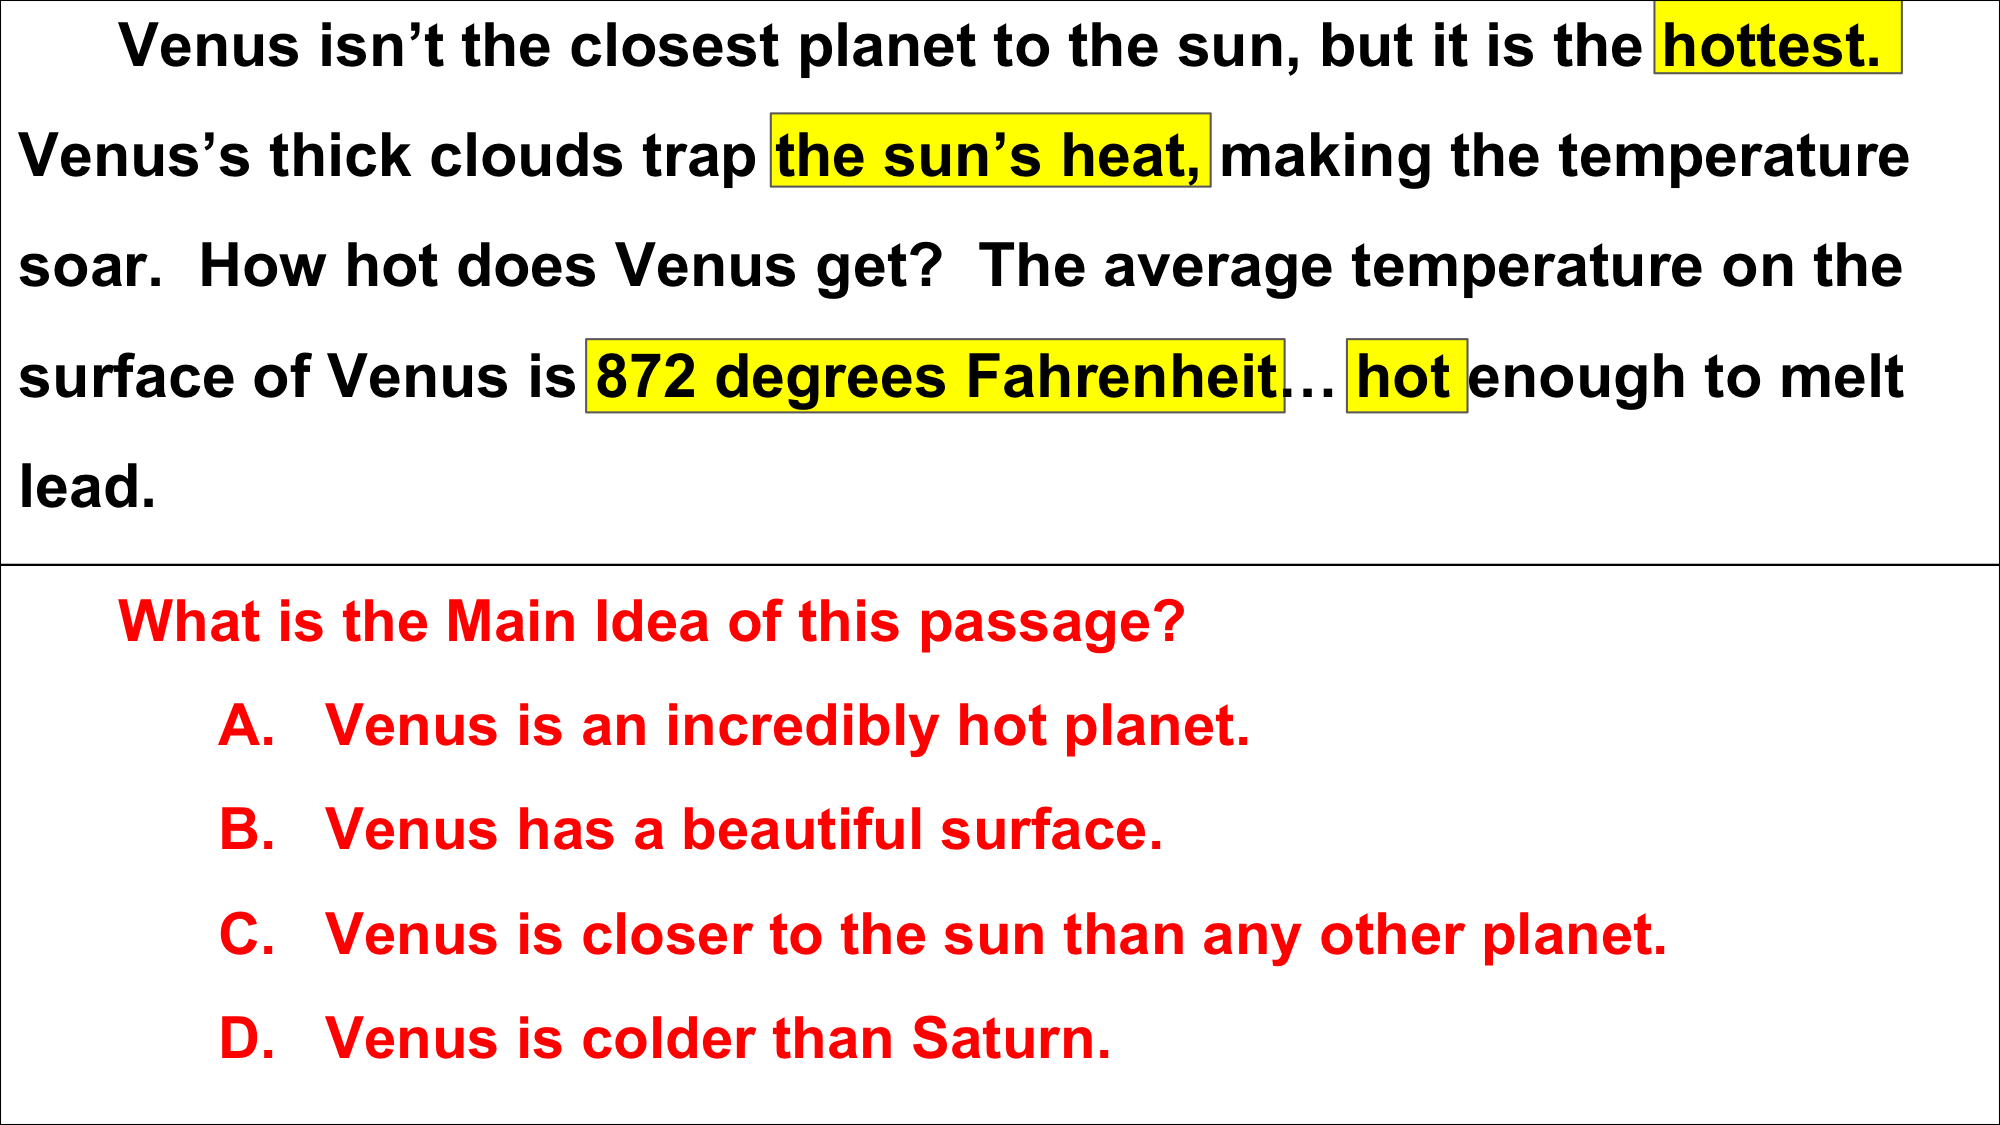 Venus isn’t the closest planet to the sun, but it is the hottest.
Venus’s thick clouds trap the sun’s heat, making the temperature
soar.  How hot does Venus get?  The average temperature on the
surface of Venus is 872 degrees Fahrenheit… hot enough to melt
lead.
What is the Main Idea of this passage?
A. Venus is an incredibly hot planet.
B. Venus has a beautiful surface.
C. Venus is closer to the sun than any other planet.
D. Venus is colder than Saturn.